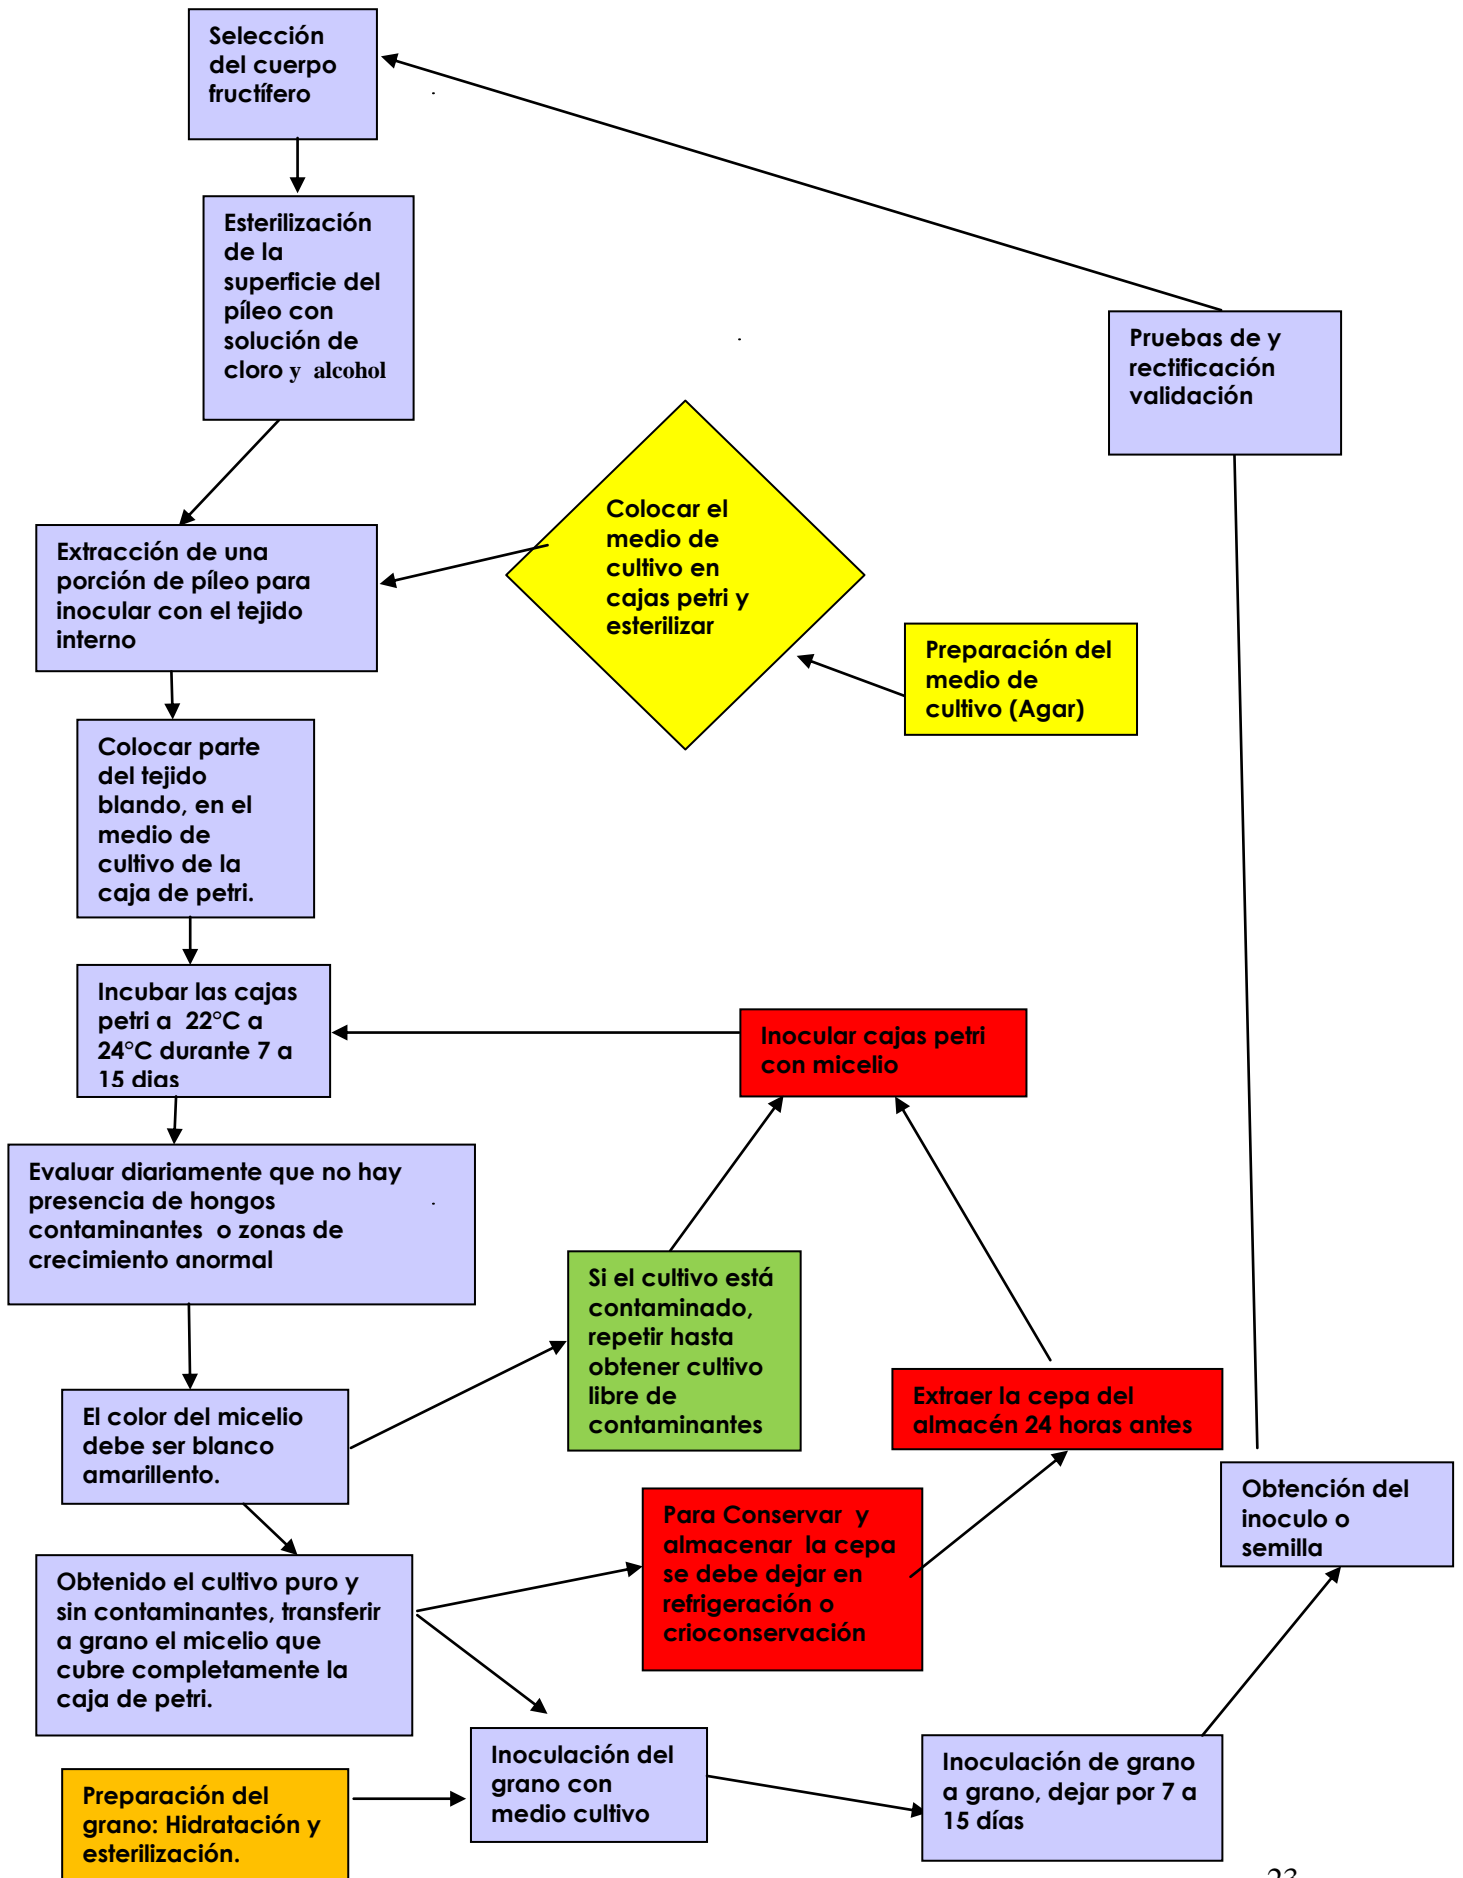 Selección
del cuerpo
fructífero
Esterilización
de la
superficie del
píleo con
solución de
cloro y alcohol
Pruebas de y
rectificación
validación
Colocar el
medio de
cultivo en
cajas petri y
esterilizar
Extracción de una
porción de píleo para
inocular con el tejido
interno
Preparación del
medio de
cultivo (Agar)
Colocar parte
del tejido
blando, en el
medio de
cultivo de la
caja de petri.
Incubar las cajas
petri a 22°C a
24°C durante 7 a
15 dias
Inocular cajas petri
con micelio
Evaluar diariamente que no hay
presencia de hongos
contaminantes o zonas de
crecimiento anormal
Si el cultivo está
contaminado,
repetir hasta
obtener cultivo
libre de
contaminantes
El color del micelio
debe ser blanco
amarillento.
Extraer la cepa del
almacén 24 horas antes
Para Conservar y
almacenar la cepa
se debe dejar en
refrigeración o
crioconservación
Obtención del
inoculo o
semilla
Obtenido el cultivo puro y
sin contaminantes, transferir
a grano el micelio que
cubre completamente la
caja de petri.
Inoculación del
grano con
medio cultivo
Inoculación de grano
a grano, dejar por 7 a
15 días
Preparación del
grano: Hidratación y
esterilización.
23